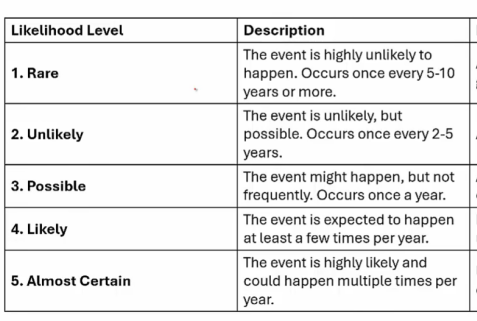 Likelihood Level Description
1. Rare The event is highly unlikely to
happen. Occurs once every 5-10
years or more.
2. Unlikely The event is unlikely, but
possible. Occurs once every 2-5
years.
3. Possible The event might happen, but not
frequently. Occurs once a year.
4. Likely The event is expected to happen
at least a few times per year.
5. Almost Certain The event is highly likely and
could happen multiple times per
year.